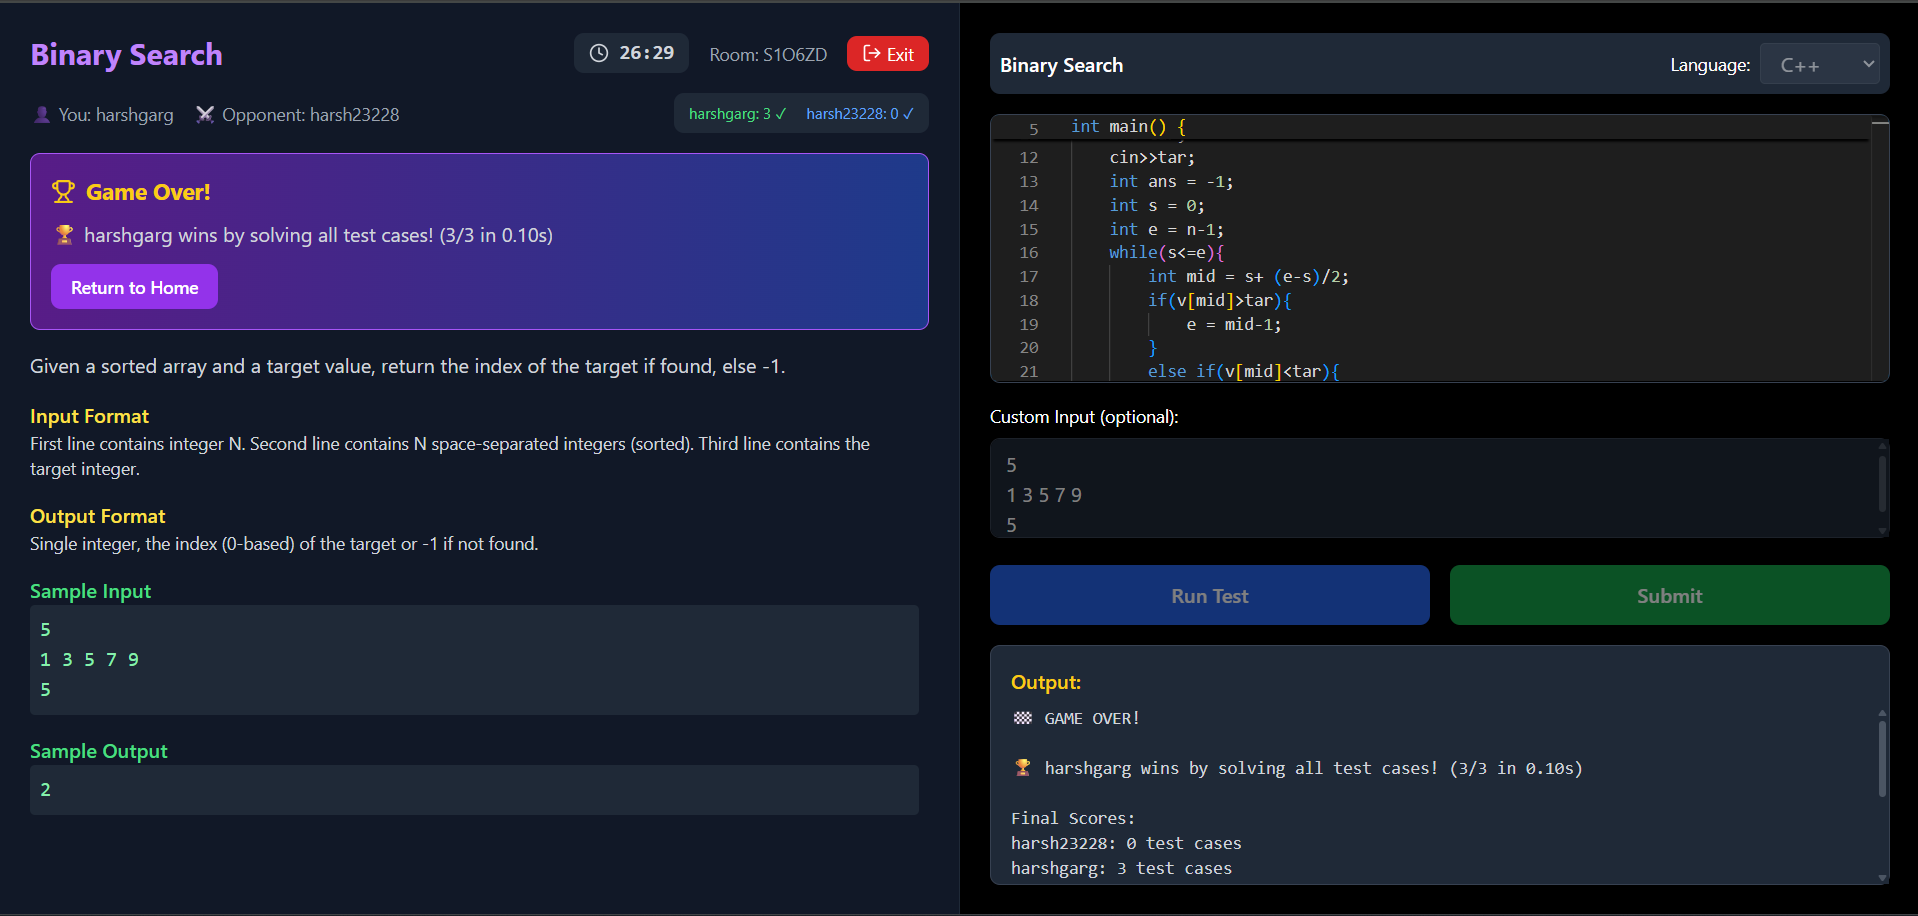 Binary Search
26:29
Room: S1O6ZD
Exit
You: harshgarg
Opponent: harsh23228
harshgarg: 3 ✓
harsh23228: 0 ✓
Game Over!
🏆 harshgarg wins by solving all test cases! (3/3 in 0.10s)
Return to Home
Given a sorted array and a target value, return the index of the target if found, else -1.
Input Format
First line contains integer N. Second line contains N space-separated integers (sorted). Third line contains the
target integer.
Output Format
Single integer, the index (0-based) of the target or -1 if not found.
Sample Input
5
1 3 5 7 9
5
Sample Output
2
Binary Search
Language:
C++
5 int main() {
12 cin>>tar;
13 int ans = -1;
14 int s = 0;
15 int e = n-1;
16 while(s<=e){
17 int mid = s+ (e-s)/2;
18 if(v[mid]>tar){
19 e = mid-1;
20 }
21 else if(v[mid]<tar){
Custom Input (optional):
5
1 3 5 7 9
5
Run Test
Submit
Output:
🏁 GAME OVER!
🏆 harshgarg wins by solving all test cases! (3/3 in 0.10s)
Final Scores:
harsh23228: 0 test cases
harshgarg: 3 test cases